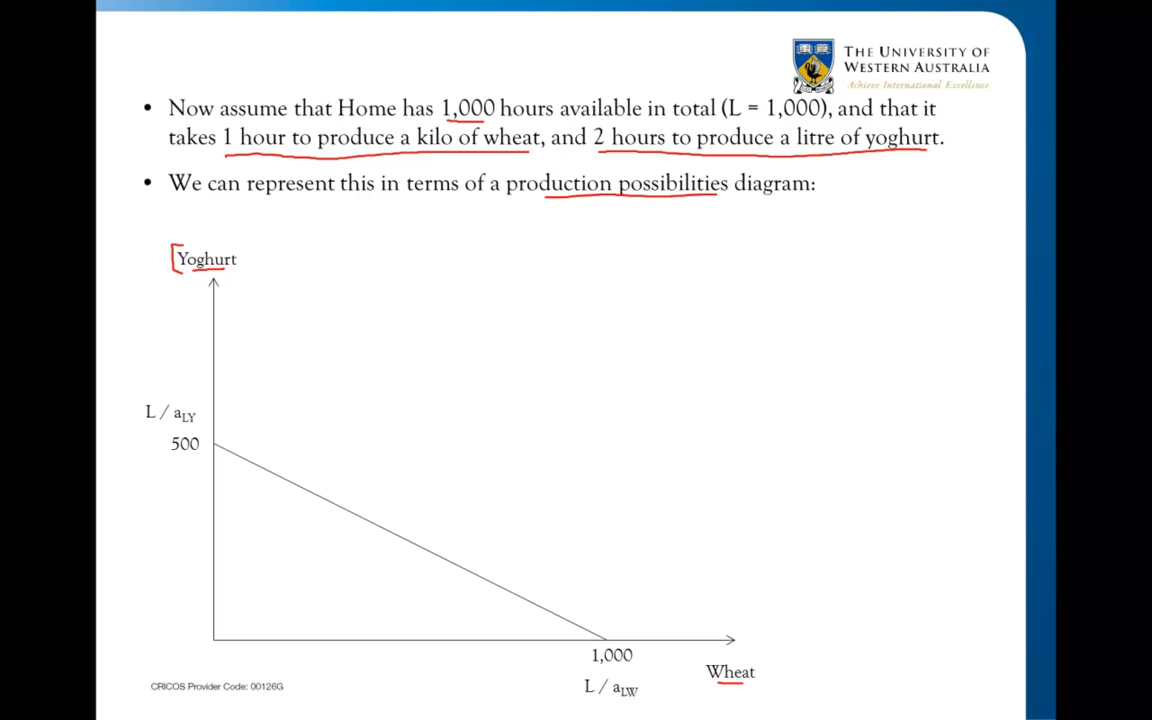 THE UNIVERSITY OF
WESTERN AUSTRALIA
Achieve International Excellence
• Now assume that Home has 1,000 hours available in total (L = 1,000), and that it
takes 1 hour to produce a kilo of wheat, and 2 hours to produce a litre of yoghurt.
• We can represent this in terms of a production possibilities diagram:
Yoghurt
L / aLY
500
1,000
Wheat
L / aLW
CRICOS Provider Code: 00126G